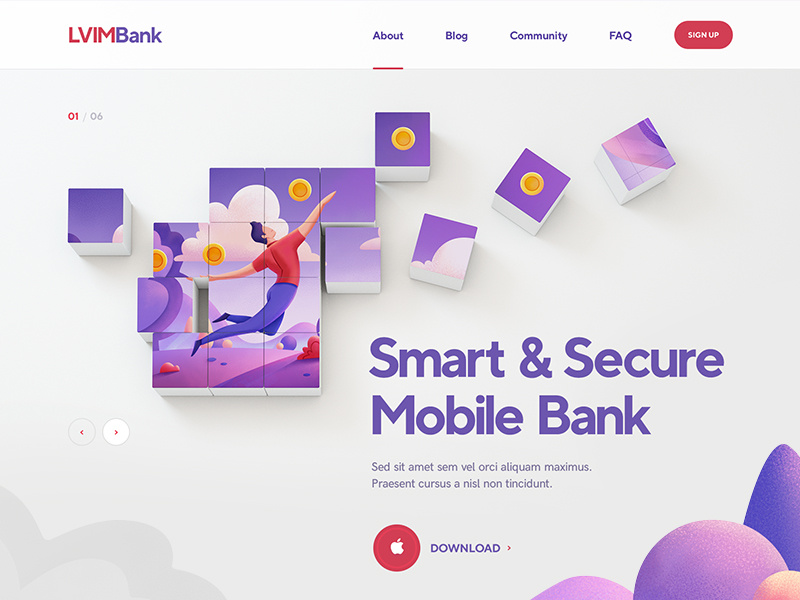 LVIMBank
About
Blog
Community
FAQ
SIGN UP
01 / 06
Smart & Secure
Mobile Bank
Sed sit amet sem vel orci aliquam maximus.
Praesent cursus a nisl non tincidunt.
DOWNLOAD